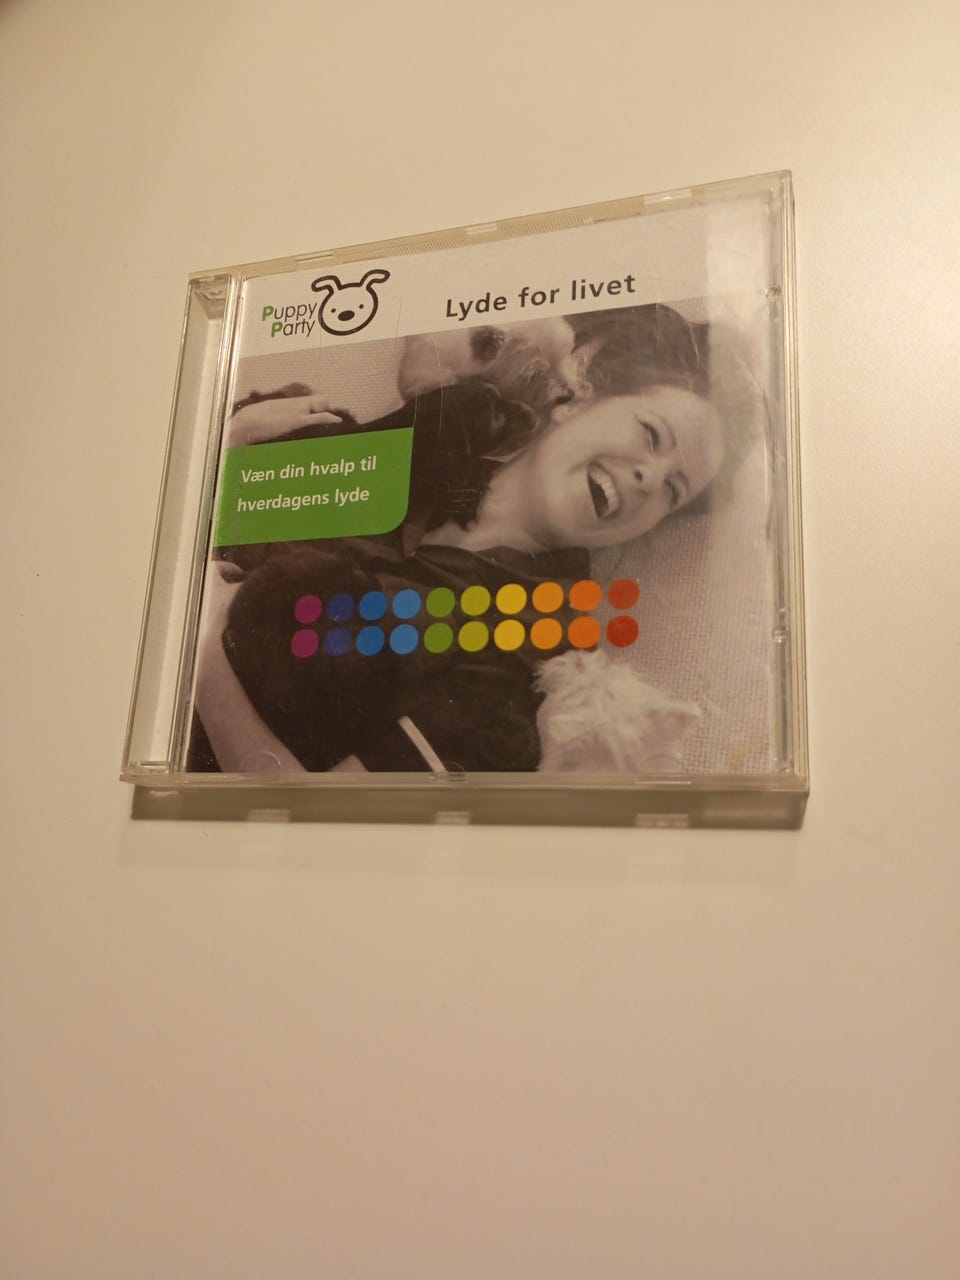 Puppy
Party
Lyde for livet
Væn din hvalp til
hverdagens lyde